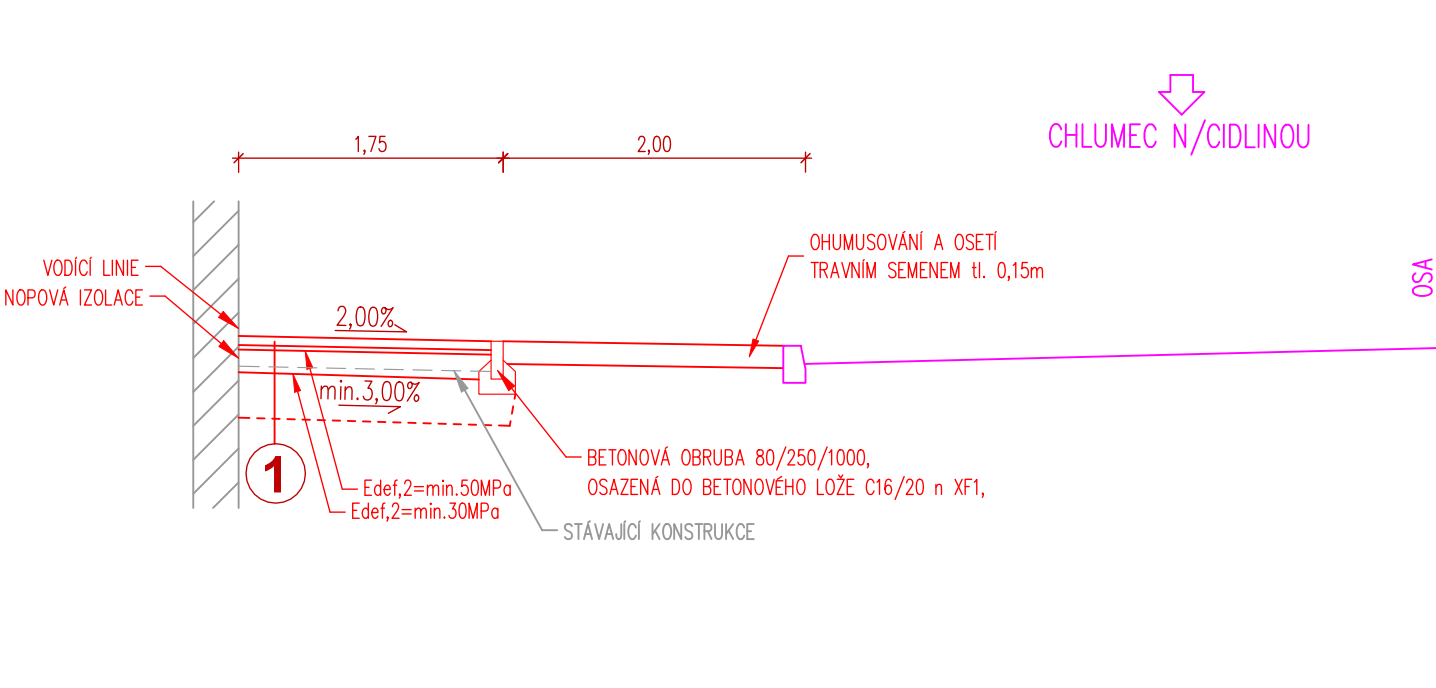 CHLUMEC N/CIDLINOU
1,75
2,00
OHUMUSOVÁNÍ A OSETÍ
TRAVNÍM SEMENEM tl. 0,15m
OSA
VODÍCÍ LINIE
NOPOVÁ IZOLACE
2,00%
min.3,00%
1
BETONOVÁ OBRUBA 80/250/1000,
OSAZENÁ DO BETONOVÉHO LOŽE C16/20 n XF1,
Edef,2=min.50MPa
Edef,2=min.30MPa
STÁVAJÍCÍ KONSTRUKCE